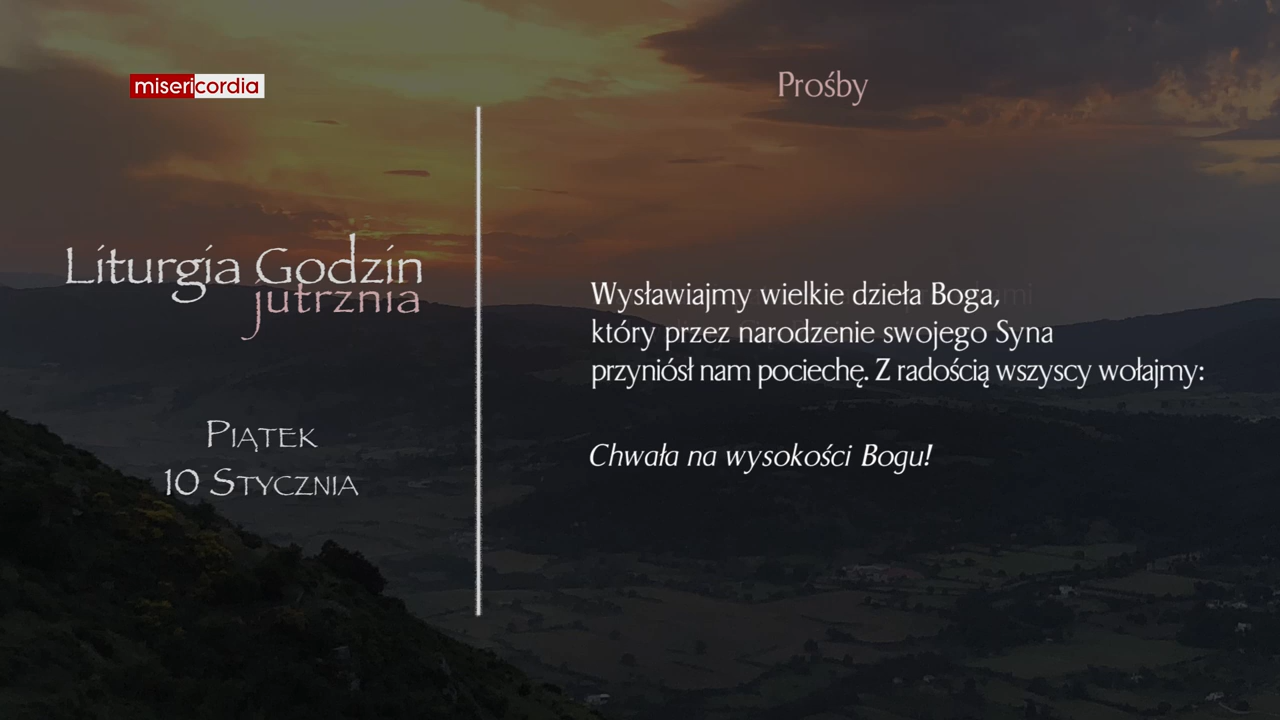 misericordia
Liturgia Godzin
jutrznia
Piątek
10 Stycznia
Prośby
Wysławiajmy wielkie dzieła Boga,
który przez narodzenie swojego Syna
przyniósł nam pociechę. Z radością wszyscy wołajmy:
Chwała na wysokości Bogu!